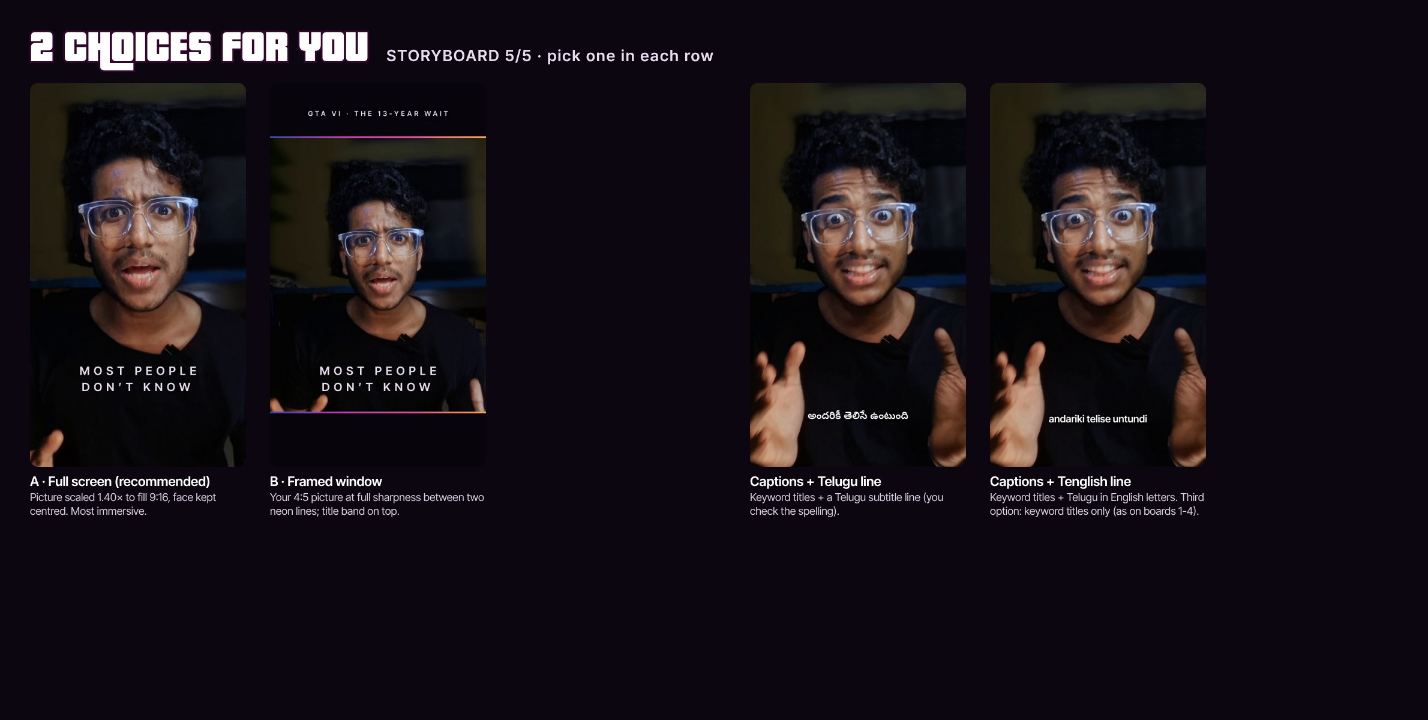 2 CHOICES FOR YOU
STORYBOARD 5/5 · pick one in each row
GTA VI · THE 13-YEAR WAIT
MOST PEOPLE
DON'T KNOW
MOST PEOPLE
DON'T KNOW
అందరికీ తెలిసే ఉంటుంది
andariki telise untundi
A · Full screen (recommended)
Picture scaled 1.40× to fill 9:16, face kept
centred. Most immersive.
B · Framed window
Your 4:5 picture at full sharpness between two
neon lines; title band on top.
Captions + Telugu line
Keyword titles + a Telugu subtitle line (you
check the spelling).
Captions + Tenglish line
Keyword titles + Telugu in English letters. Third
option: keyword titles only (as on boards 1-4).